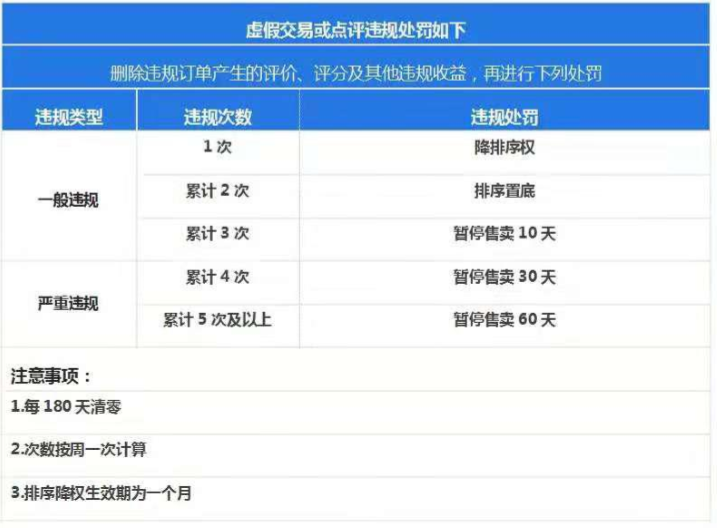 虚假交易或点评违规处罚如下
删除违规订单产生的评价、评分及其他违规收益，再进行下列处罚
违规类型 违规次数 违规处罚
一般违规
1 次 降排序权
累计 2 次 排序置底
累计 3 次 暂停售卖 10 天
严重违规
累计 4 次 暂停售卖 30 天
累计 5 次及以上 暂停售卖 60 天
注意事项：
1.每 180 天清零
2.次数按周一次计算
3.排序降权生效期为一个月